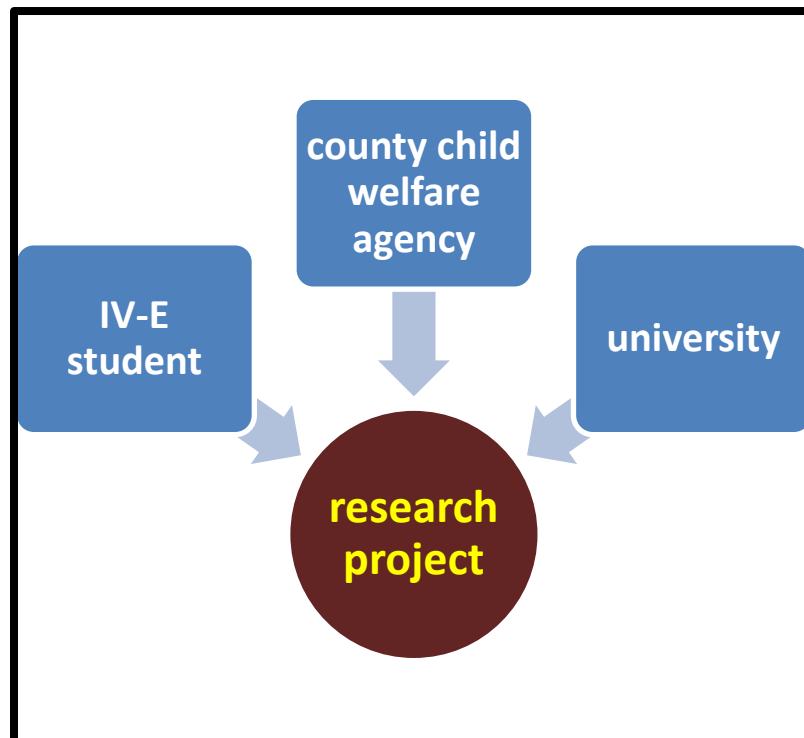 county child
welfare
agency
IV-E
student
university
research
project